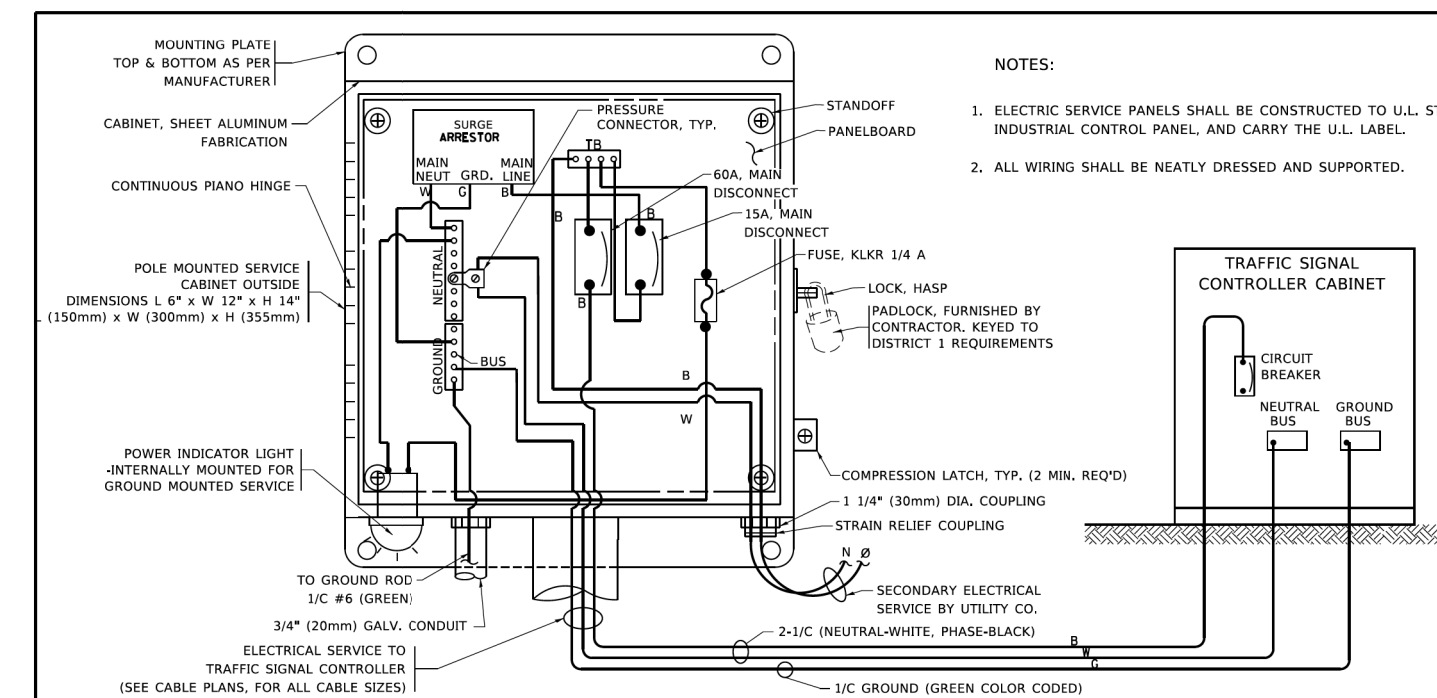 MOUNTING PLATE
TOP & BOTTOM AS PER
MANUFACTURER
CABINET, SHEET ALUMINUM
FABRICATION
CONTINUOUS PIANO HINGE
POLE MOUNTED SERVICE
CABINET OUTSIDE
DIMENSIONS L 6" x W 12" x H 14"
(150mm) x W (300mm) x H (355mm)
POWER INDICATOR LIGHT
-INTERNALLY MOUNTED FOR
GROUND MOUNTED SERVICE
SURGE
ARRESTOR
MAIN
NEUT
GRD.
MAIN
LINE
W
G
B
PRESSURE
CONNECTOR, TYP.
TB
STANDOFF
PANELBOARD
60A, MAIN
DISCONNECT
15A, MAIN
DISCONNECT
B
B
B
FUSE, KLKR 1/4 A
NEUTRAL
GROUND
BUS
B
W
LOCK, HASP
PADLOCK, FURNISHED BY
CONTRACTOR. KEYED TO
DISTRICT 1 REQUIREMENTS
COMPRESSION LATCH, TYP. (2 MIN. REQ'D)
1 1/4" (30mm) DIA. COUPLING
STRAIN RELIEF COUPLING
N Ø
SECONDARY ELECTRICAL
SERVICE BY UTILITY CO.
TO GROUND ROD
1/C #6 (GREEN)
3/4" (20mm) GALV. CONDUIT
ELECTRICAL SERVICE TO
TRAFFIC SIGNAL CONTROLLER
(SEE CABLE PLANS, FOR ALL CABLE SIZES)
2-1/C (NEUTRAL-WHITE, PHASE-BLACK)
1/C GROUND (GREEN COLOR CODED)
B
W
G
NOTES:
1. ELECTRIC SERVICE PANELS SHALL BE CONSTRUCTED TO U.L.
INDUSTRIAL CONTROL PANEL, AND CARRY THE U.L. LABEL.
2. ALL WIRING SHALL BE NEATLY DRESSED AND SUPPORTED.
TRAFFIC SIGNAL
CONTROLLER CABINET
CIRCUIT
BREAKER
NEUTRAL
BUS
GROUND
BUS